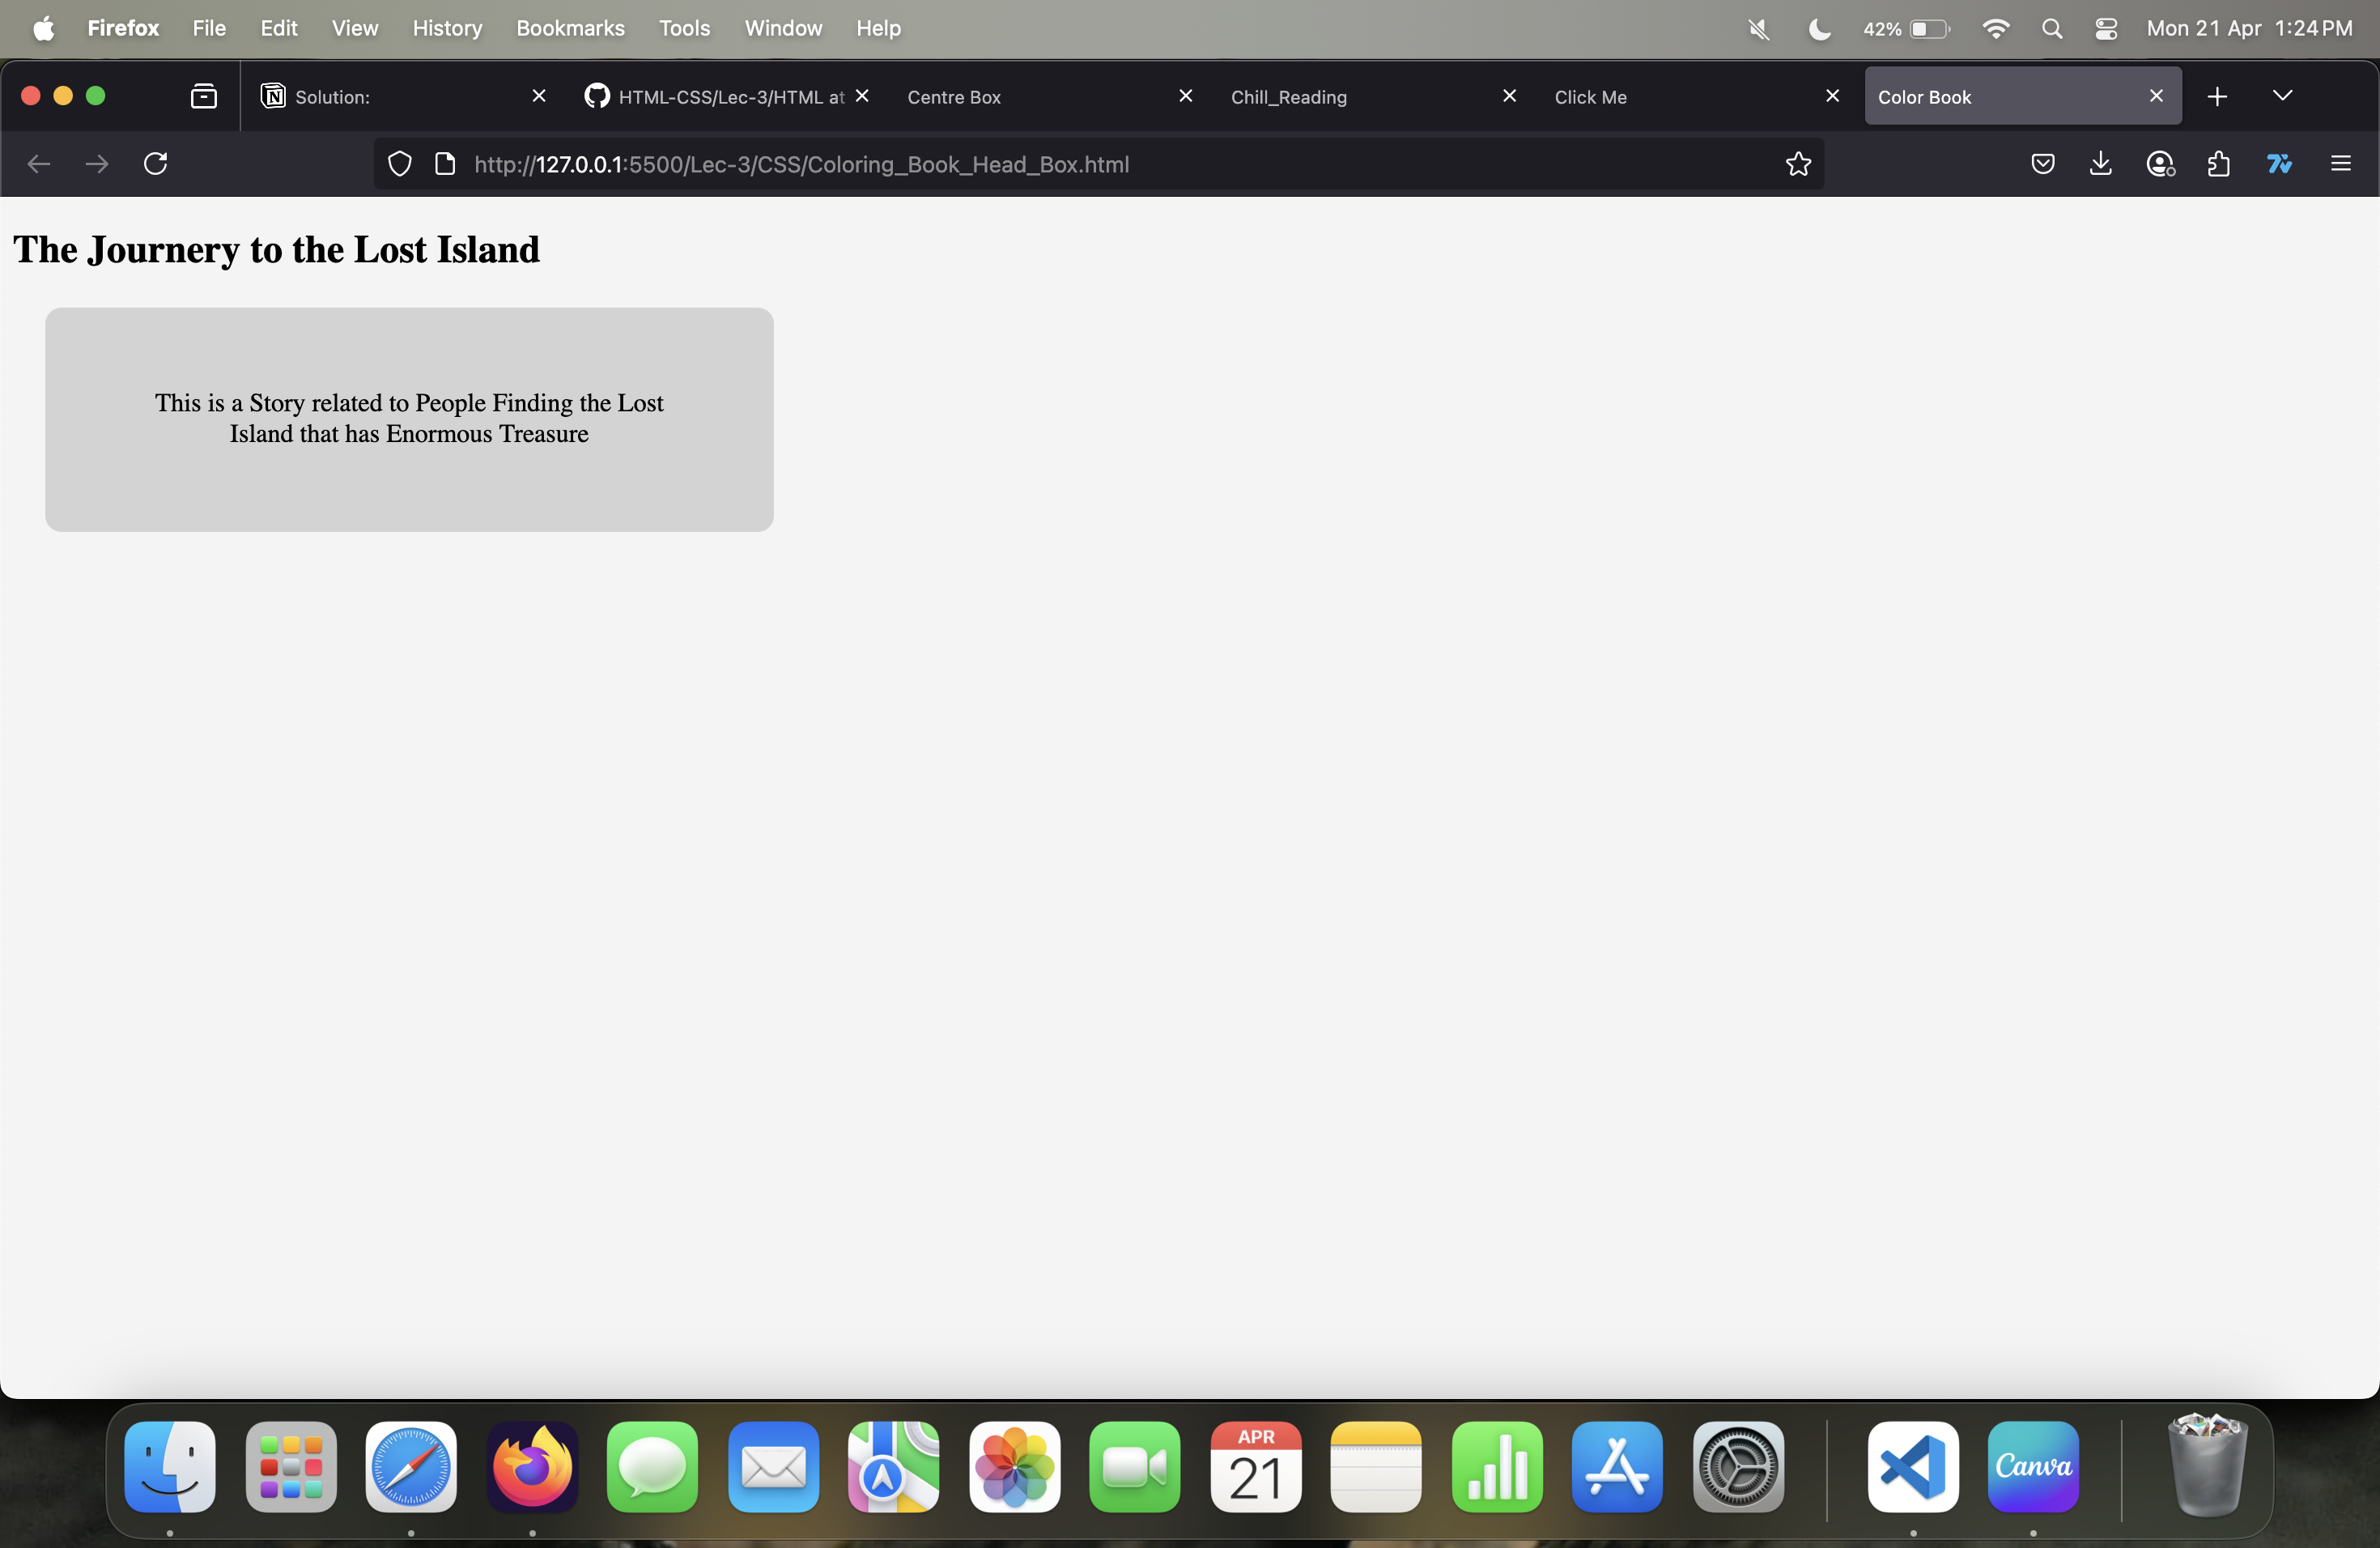 Firefox File Edit View History Bookmarks Tools Window Help 42% Mon 21 Apr 1:24 PM
Solution: HTML-CSS/Lec-3/HTML at Centre Box Chill_Reading Click Me Color Book
http://127.0.0.1:5500/Lec-3/CSS/Coloring_Book_Head_Box.html
The Journery to the Lost Island
This is a Story related to People Finding the Lost
Island that has Enormous Treasure
APR
21
Canva